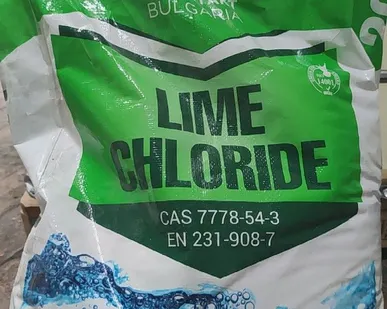 BULGARIA
LIME
CHLORIDE
CAS 7778-54-3
EN 231-908-7